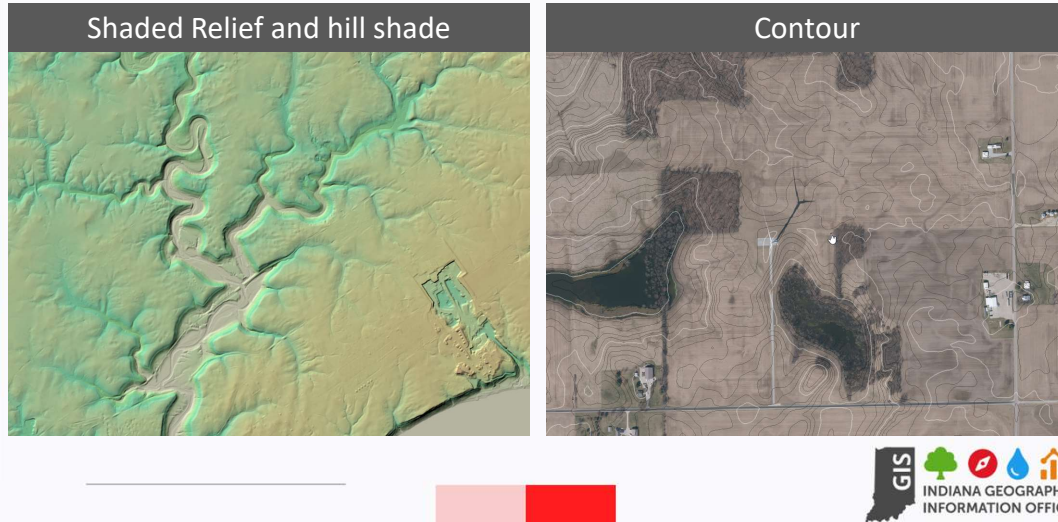 Shaded Relief and hill shade
Contour
GIS
INDIANA GEOGRAPH
INFORMATION OFFIC